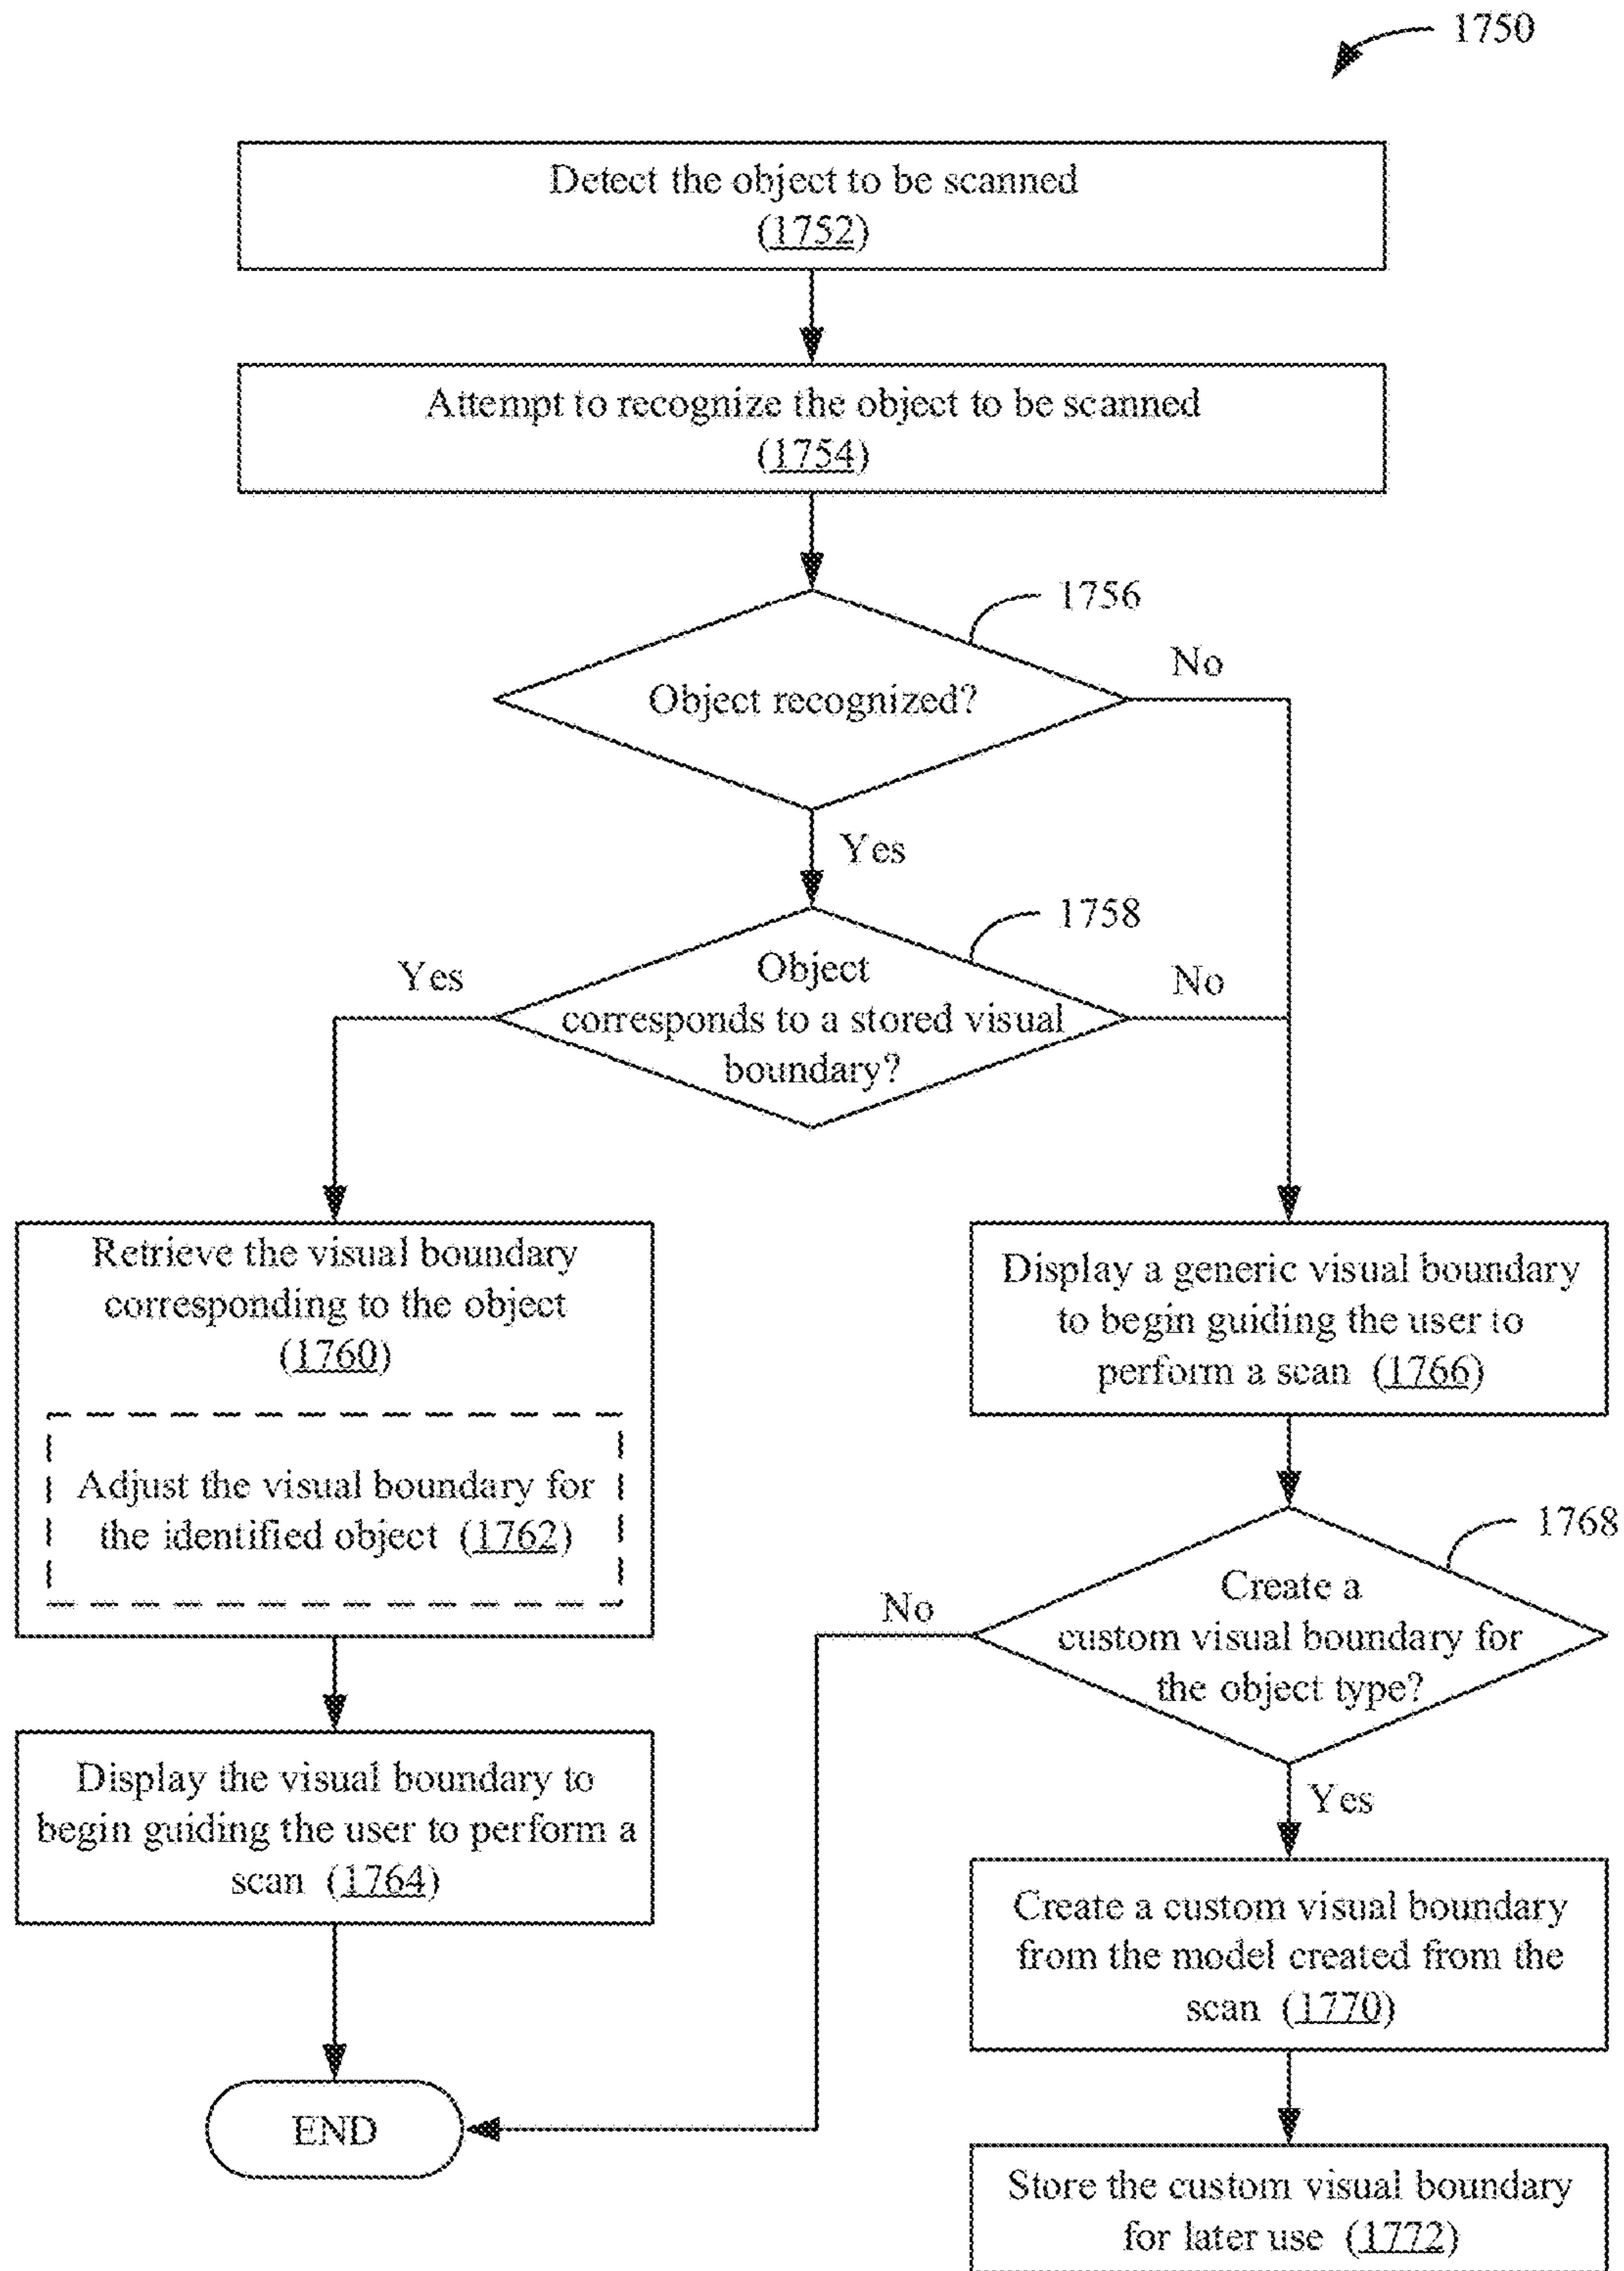 1750
Detect the object to be scanned
(1752)
Attempt to recognize the object to be scanned
(1754)
1756
No
Object recognized?
Yes
1758
Yes
Object
No
corresponds to a stored visual
boundary?
Retrieve the visual boundary
corresponding to the object
(1760)
Adjust the visual boundary for
the identified object (1762)
Display the visual boundary to
begin guiding the user to perform a
scan (1764)
END
Display a generic visual boundary
to begin guiding the user to
perform a scan (1766)
1768
No
Create a
custom visual boundary for
the object type?
Yes
Create a custom visual boundary
from the model created from the
scan (1770)
Store the custom visual boundary
for later use (1772)